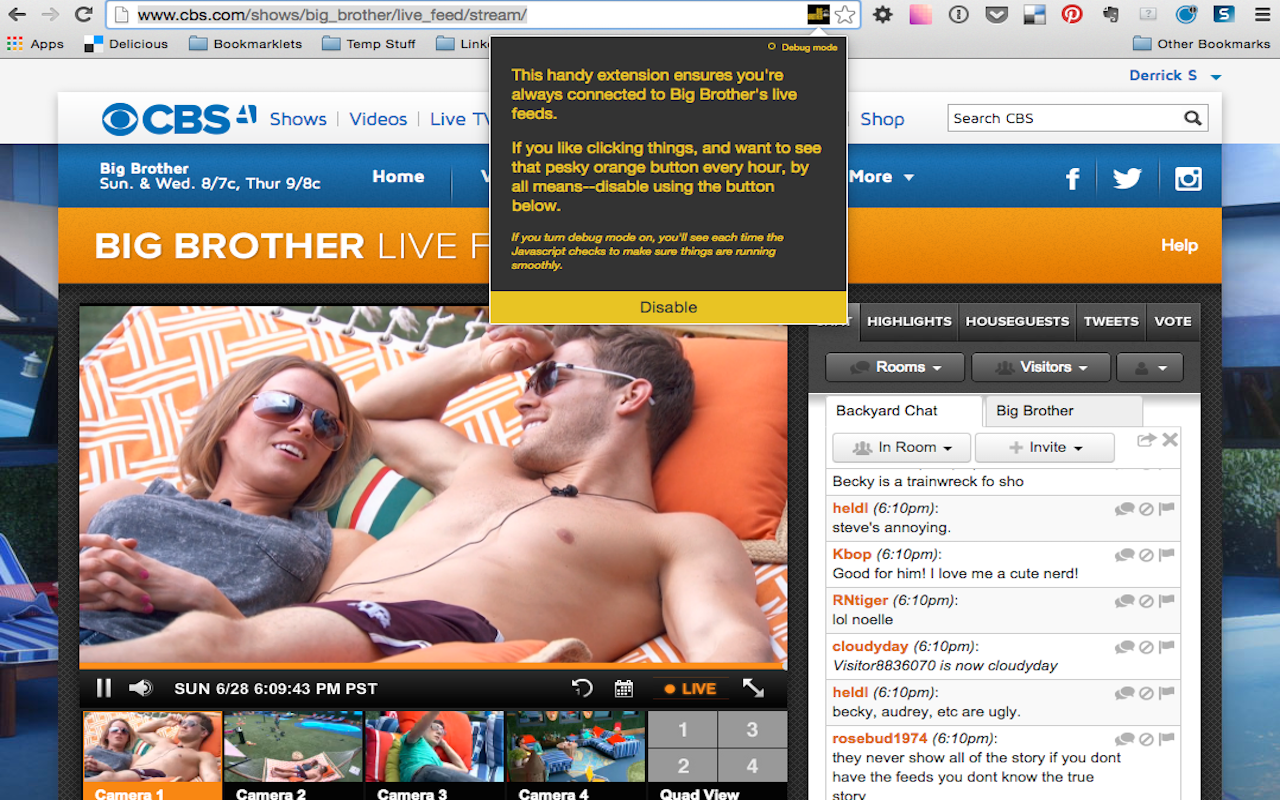 www.cbs.com/shows/big_brother/live_feed/stream/
Apps
Delicious
Bookmarklets
Temp Stuff
Other Bookmarks
Debug mode
This handy extension ensures you're
always connected to Big Brother's live
feeds.
If you like clicking things, and want to see
that pesky orange button every hour, by
all means--disable using the button
below.
If you turn debug mode on, you'll see each time the
Javascript checks to make sure things are running
smoothly.
Disable
Derrick S
CBS
Shows
Videos
Live TV
Shop
Search CBS
Big Brother
Sun. & Wed. 8/7c, Thur 9/8c
Home
More
BIG BROTHER LIVE F
Help
HIGHLIGHTS
HOUSEGUESTS
TWEETS
VOTE
Rooms
Visitors
Backyard Chat
Big Brother
In Room
Invite
Becky is a trainwreck fo sho
heldl (6:10pm):
steve's annoying.
Kbop (6:10pm):
Good for him! I love me a cute nerd!
RNtiger (6:10pm):
lol noelle
cloudyday (6:10pm):
Visitor8836070 is now cloudyday
heldl (6:10pm):
becky, audrey, etc are ugly.
rosebud1974 (6:10pm):
they never show all of the story if you dont
have the feeds you dont know the true
story
SUN 6/28 6:09:43 PM PST
LIVE
1
3
2
4
Camera 1
Camera 2
Camera 3
Camera 4
Quad View